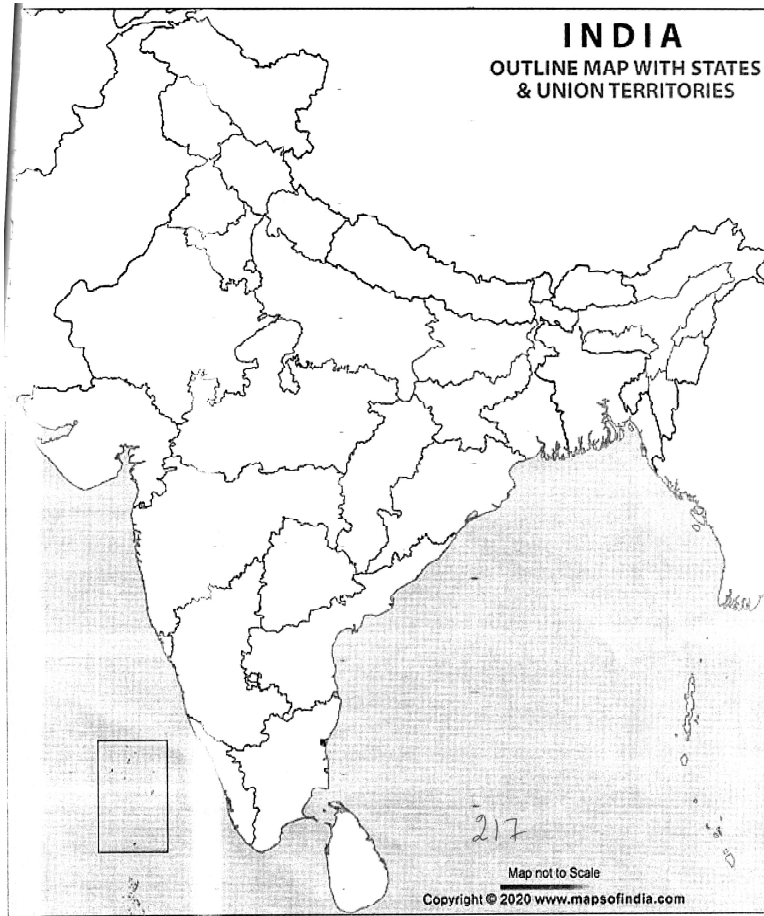 INDIA
OUTLINE MAP WITH STATES
& UNION TERRITORIES
217
Map not to Scale
Copyright © 2020 www.mapsofindia.com